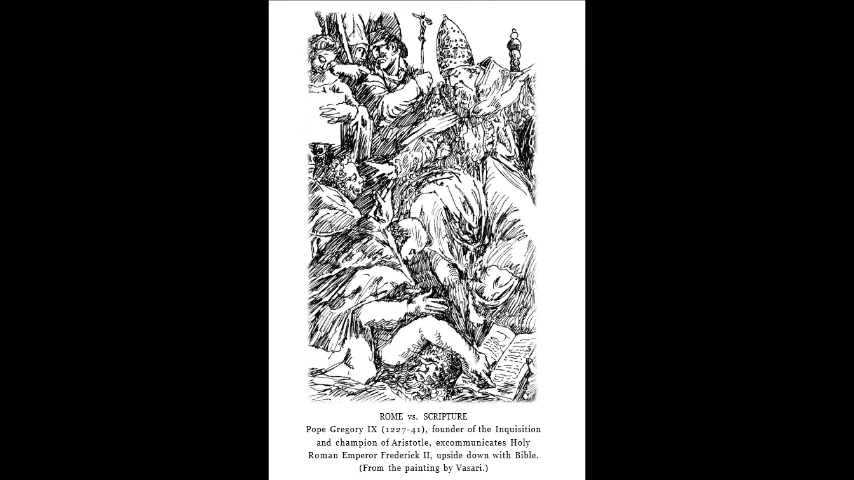 ROME vs. SCRIPTURE
Pope Gregory IX (1227-41), founder of the Inquisition
and champion of Aristotle, excommunicates Holy
Roman Emperor Frederick II, upside down with Bible.
(From the painting by Vasari.)